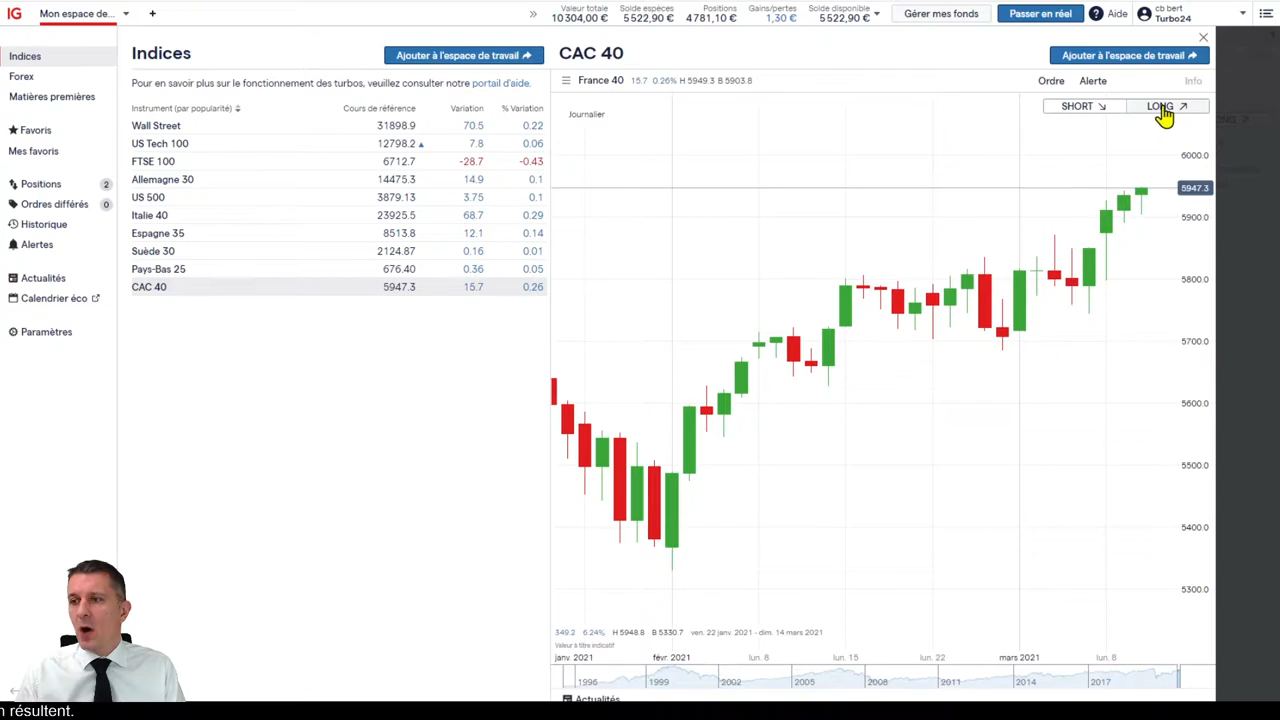 IG Mon espace de... + » Valeur totale 10 304,00 € Solde espèces 5 522,90 € Positions 4 781,10 € Gains/pertes 1,30 € Solde disponible 5 522,90 € Gérer mes fonds Passer en réel ? Aide cb bert Turbo24
Indices
Forex
Matières premières
Favoris
Mes favoris
Positions 2
Ordres différés 0
Historique
Alertes
Actualités
Calendrier éco
Paramètres
Indices Ajouter à l'espace de travail
Pour en savoir plus sur le fonctionnement des turbos, veuillez consulter notre portail d'aide.
Instrument (par popularité) Cours de référence Variation % Variation
Wall Street 31898.9 70.5 0.22
US Tech 100 12798.2 7.8 0.06
FTSE 100 6712.7 -28.7 -0.43
Allemagne 30 14475.3 14.9 0.1
US 500 3879.13 3.75 0.1
Italie 40 23925.5 68.7 0.29
Espagne 35 8513.8 12.1 0.14
Suède 30 2124.87 0.16 0.01
Pays-Bas 25 676.40 0.36 0.05
CAC 40 5947.3 15.7 0.26
CAC 40 Ajouter à l'espace de travail
France 40 15.7 0.26% H 5949.3 B 5903.8 Ordre Alerte Info
SHORT LONG
Journalier
6000.0
5947.3
5900.0
5800.0
5700.0
5600.0
5500.0
5400.0
5300.0
349.2 6.24% H 5948.8 B 5330.7 ven. 22 janv. 2021 - dim. 14 mars 2021
Valeur à titre indicatif
janv. 2021 févr. 2021 lun. 8 lun. 15 lun. 22 mars 2021 lun. 8
1996 1999 2002 2005 2008 2011 2014 2017
Actualités
n résultent.